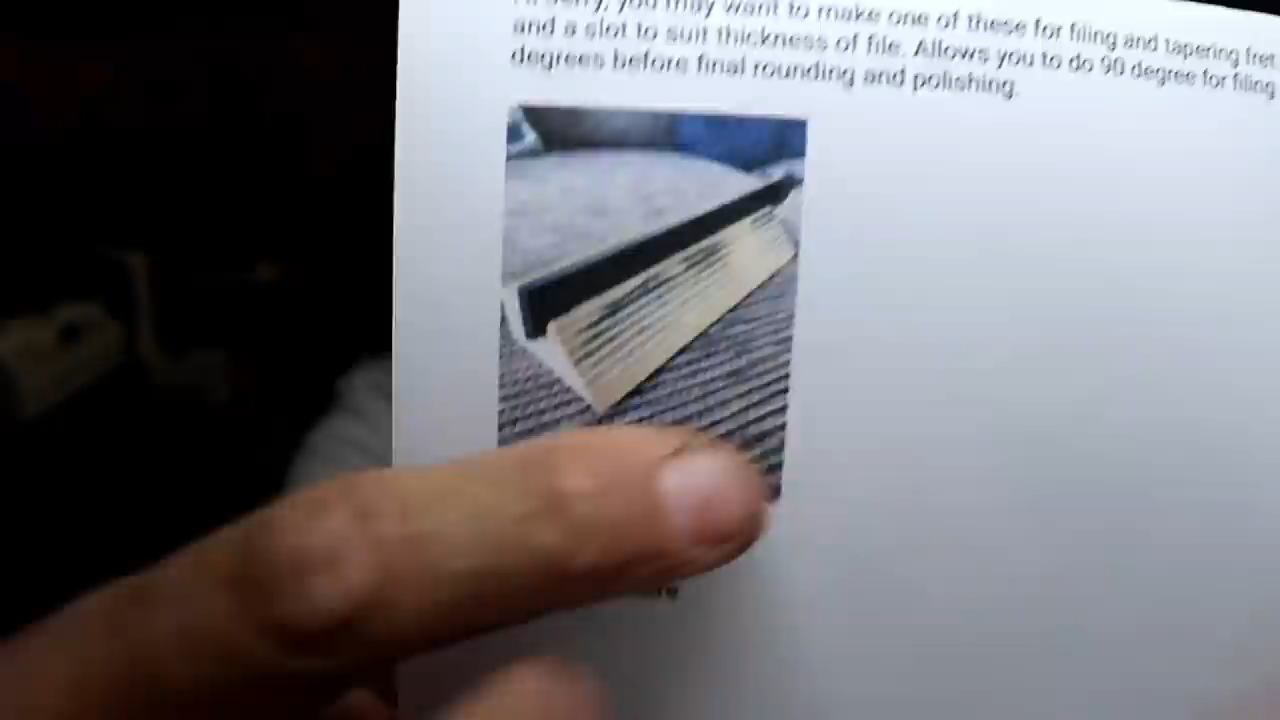 you may want to make one of these for filing and tapering fret
and a slot to suit thickness of file. Allows you to do 90 degree for filing
degrees before final rounding and polishing.